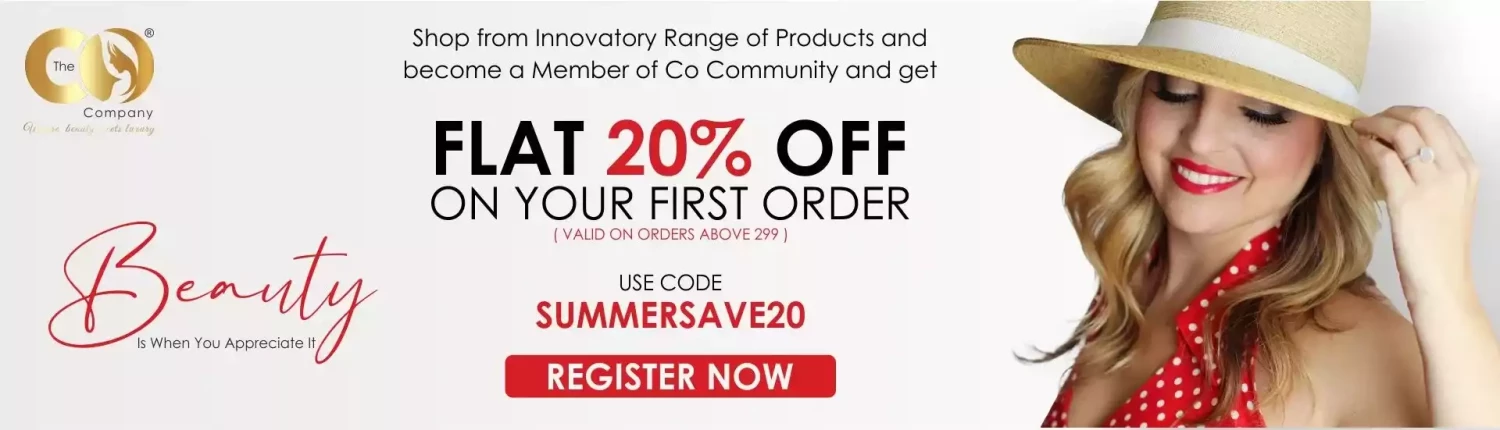 The
CO
®
Company
Shop from Innovatory Range of Products and
become a Member of Co Community and get
FLAT 20% OFF
ON YOUR FIRST ORDER
( VALID ON ORDERS ABOVE 299 )
USE CODE
SUMMERSAVE20
REGISTER NOW
Beauty
Is When You Appreciate It